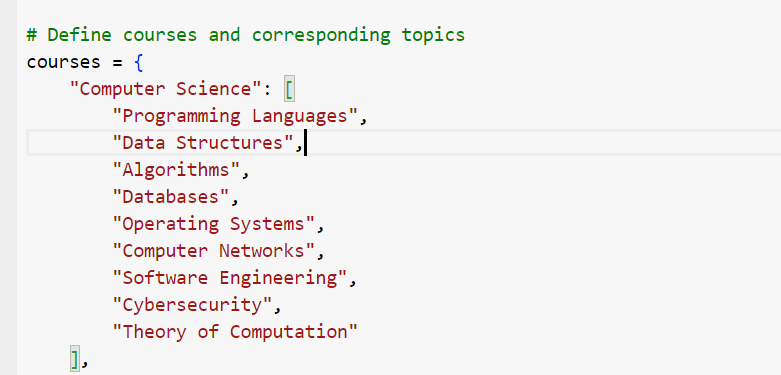 # Define courses and corresponding topics
courses = {
    "Computer Science": [
        "Programming Languages",
        "Data Structures",
        "Algorithms",
        "Databases",
        "Operating Systems",
        "Computer Networks",
        "Software Engineering",
        "Cybersecurity",
        "Theory of Computation"
    ],